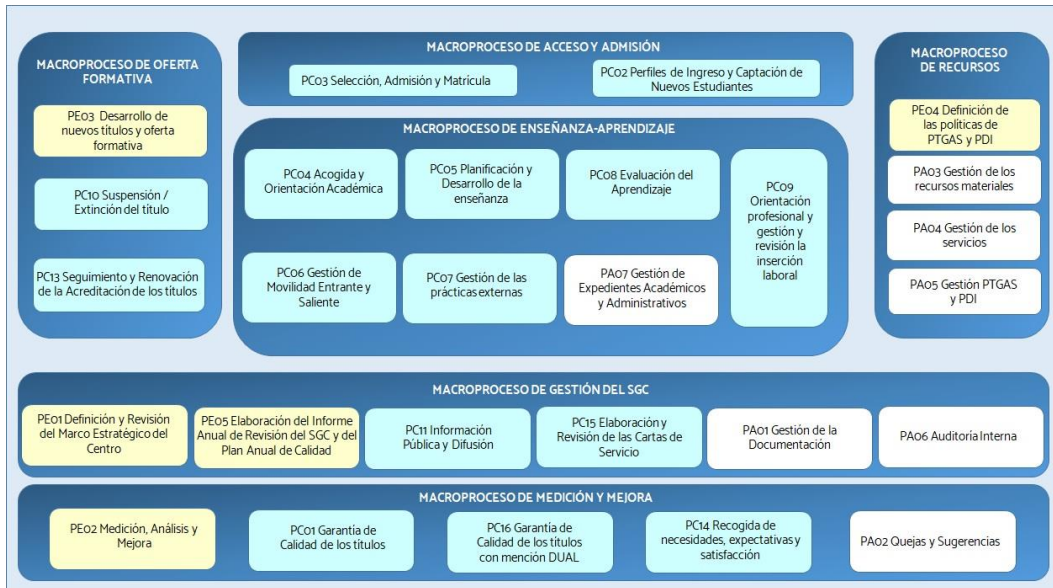 MACROPROCESO DE OFERTA
FORMATIVA
PE03 Desarrollo de
nuevos títulos y oferta
formativa
PC10 Suspensión /
Extinción del título
PC13 Seguimiento y Renovación
de la Acreditación de los títulos
MACROPROCESO DE ACCESO Y ADMISIÓN
PC03 Selección, Admisión y Matrícula
PC02 Perfiles de Ingreso y Captación de
Nuevos Estudiantes
MACROPROCESO DE ENSEÑANZA-APRENDIZAJE
PC04 Acogida y
Orientación Académica
PC05 Planificación y
Desarrollo de la
enseñanza
PC08 Evaluación del
Aprendizaje
PC09
Orientación
profesional y
gestión y
revisión la
inserción
laboral
PC06 Gestión de
Movilidad Entrante y
Saliente
PC07 Gestión de las
prácticas externas
PA07 Gestión de
Expedientes Académicos
y Administrativos
MACROPROCESO
DE RECURSOS
PE04 Definición de
las políticas de
PTGAS y PDI
PA03 Gestión de los
recursos materiales
PA04 Gestión de los
servicios
PA05 Gestión PTGAS
y PDI
MACROPROCESO DE GESTIÓN DEL SGC
PE01 Definición y Revisión
del Marco Estratégico del
Centro
PE05 Elaboración del Informe
Anual de Revisión del SGC y del
Plan Anual de Calidad
PC11 Información
Pública y Difusión
PC15 Elaboración y
Revisión de las Cartas de
Servicio
PA01 Gestión de la
Documentación
PA06 Auditoría Interna
MACROPROCESO DE MEDICIÓN Y MEJORA
PE02 Medición, Análisis y
Mejora
PC01 Garantía de
Calidad de los títulos
PC16 Garantía de
Calidad de los títulos
con mención DUAL
PC14 Recogida de
necesidades, expectativas y
satisfacción
PA02 Quejas y Sugerencias